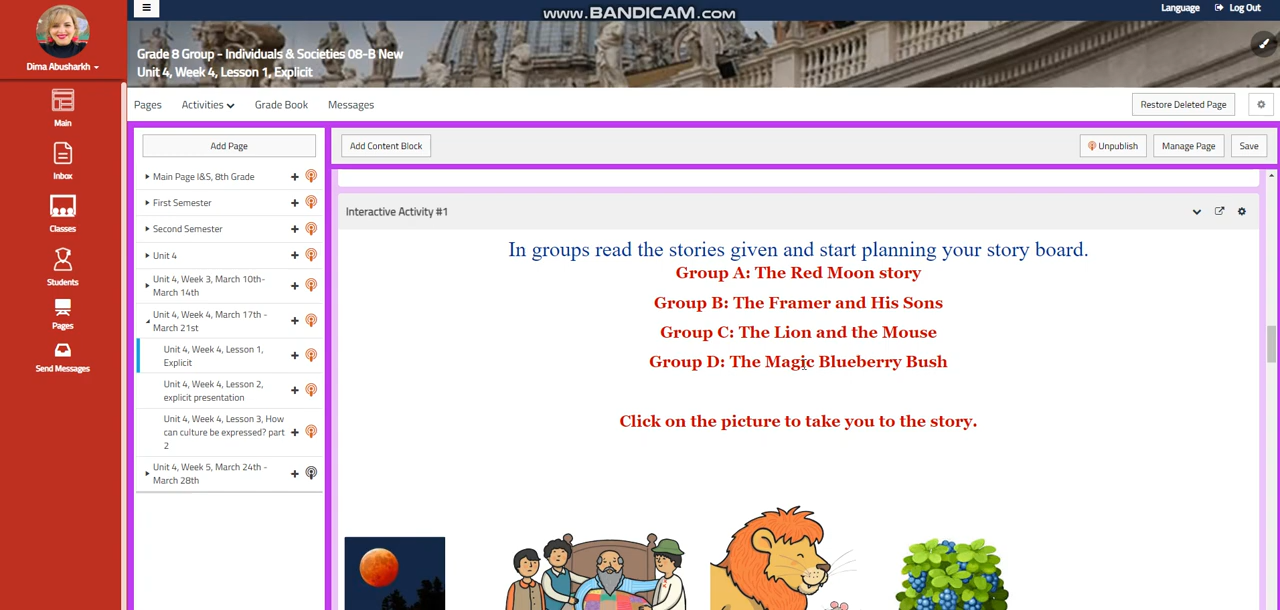 www.BANDICAM.com
Language
Log Out
Dima Abusharkh
Grade 8 Group - Individuals & Societies 08-B New
Unit 4, Week 4, Lesson 1, Explicit
Pages
Activities
Grade Book
Messages
Restore Deleted Page
Main
Inbox
Classes
Students
Pages
Send Messages
Add Page
Main Page I&S, 8th Grade
First Semester
Second Semester
Unit 4
Unit 4, Week 3, March 10th-
March 14th
Unit 4, Week 4, March 17th -
March 21st
Unit 4, Week 4, Lesson 1,
Explicit
Unit 4, Week 4, Lesson 2,
explicit presentation
Unit 4, Week 4, Lesson 3, How
can culture be expressed? part
2
Unit 4, Week 5, March 24th -
March 28th
Add Content Block
Unpublish
Manage Page
Save
Interactive Activity #1
In groups read the stories given and start planning your story board.
Group A: The Red Moon story
Group B: The Framer and His Sons
Group C: The Lion and the Mouse
Group D: The Magic Blueberry Bush
Click on the picture to take you to the story.